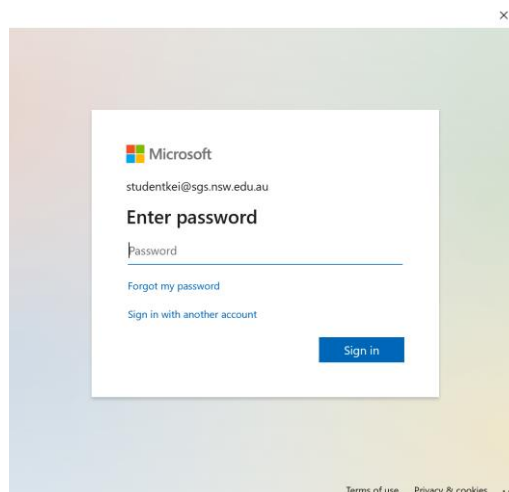 Microsoft
studentkei@sgs.nsw.edu.au
Enter password
Password
Forgot my password
Sign in with another account
Sign in
Terms of use Privacy & cookies